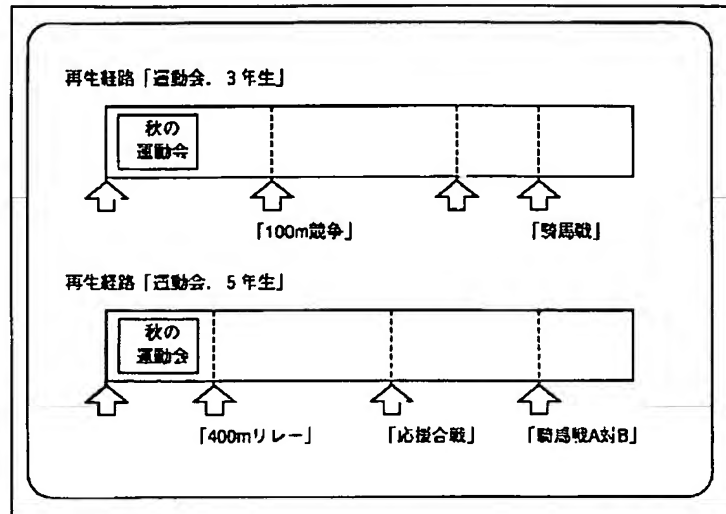 再生経路「運動会．3年生」
秋の
運動会
「100m競争」
「騎馬戦」
再生経路「運動会．5年生」
秋の
運動会
「400mリレー」
「応援合戦」
「騎馬戦A対B」